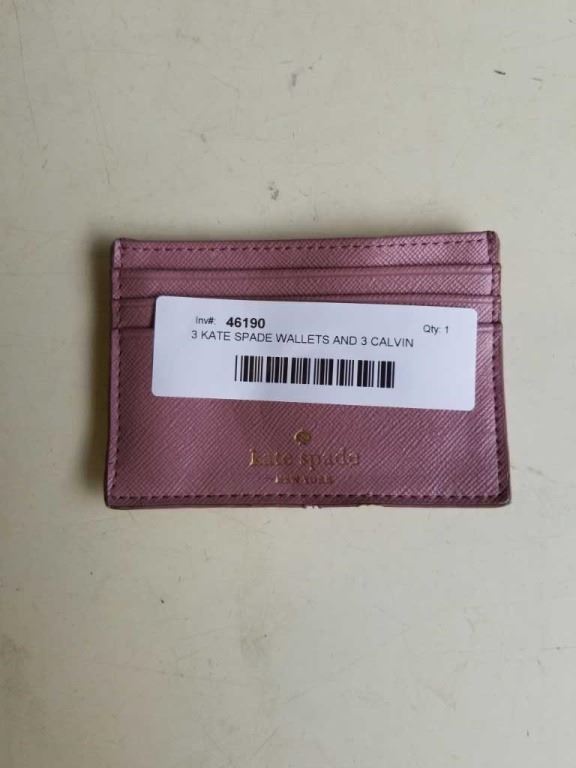 Inv#: 46190 Qty: 1
3 KATE SPADE WALLETS AND 3 CALVIN
kate spade
NEW YORK